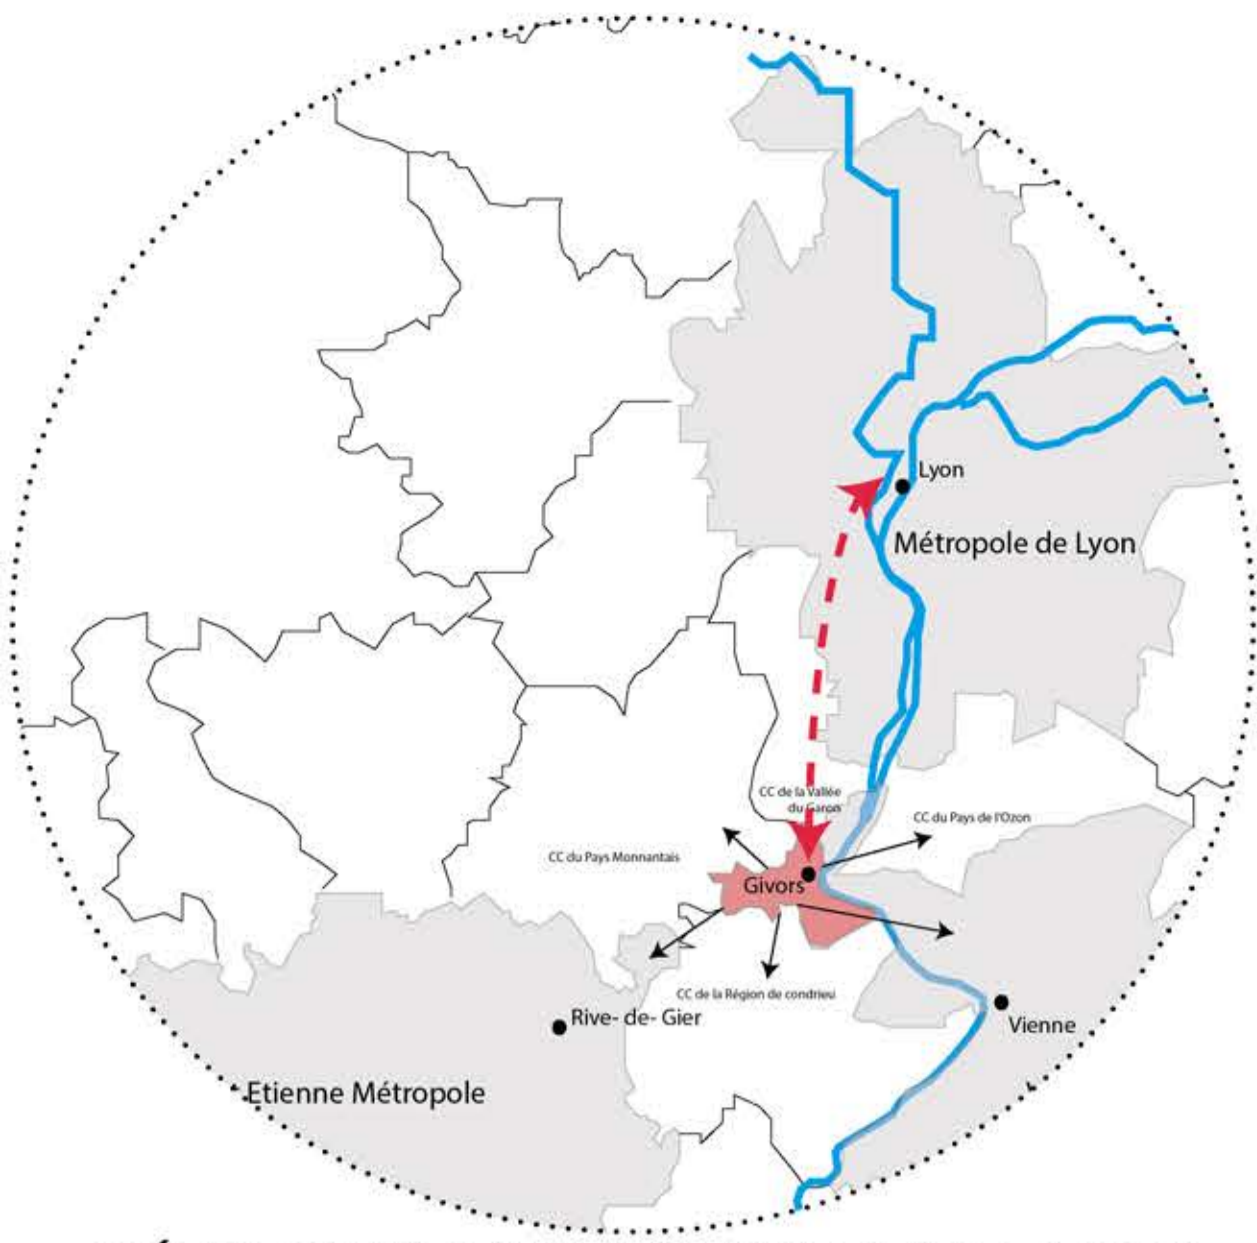 Lyon
Métropole de Lyon
CC de la Vallée
du Garon
CC du Pays de l'Ozon
CC du Pays Monnantais
Givors
CC de la Région de condrieu
Rive- de- Gier
Vienne
Etienne Métropole